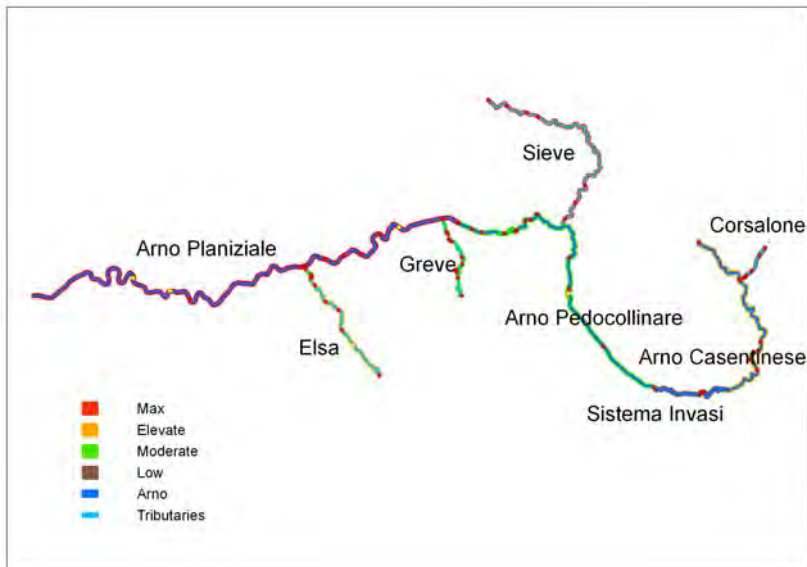 Sieve
Corsalone
Arno Planiziale
Greve
Arno Pedocollinare
Elsa
Arno Casentinese
Sistema Invasi
Max
Elevate
Moderate
Low
Arno
Tributaries